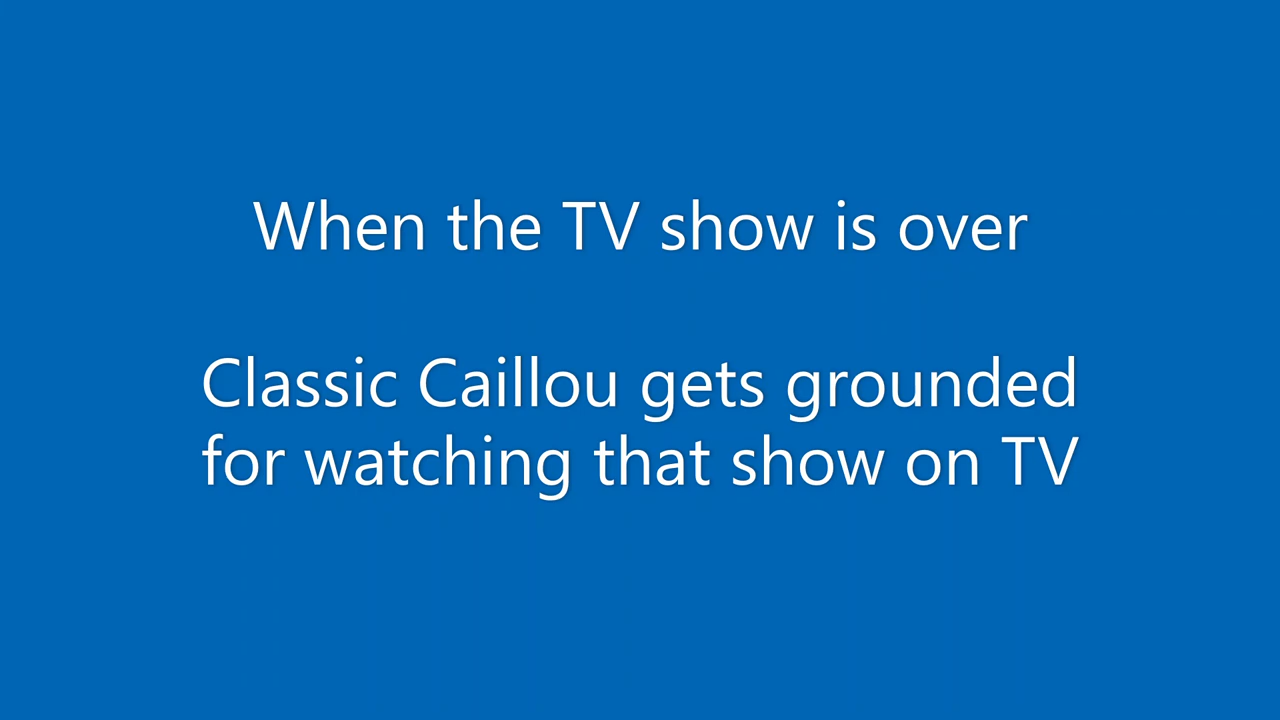 When the TV show is over
Classic Caillou gets grounded
for watching that show on TV